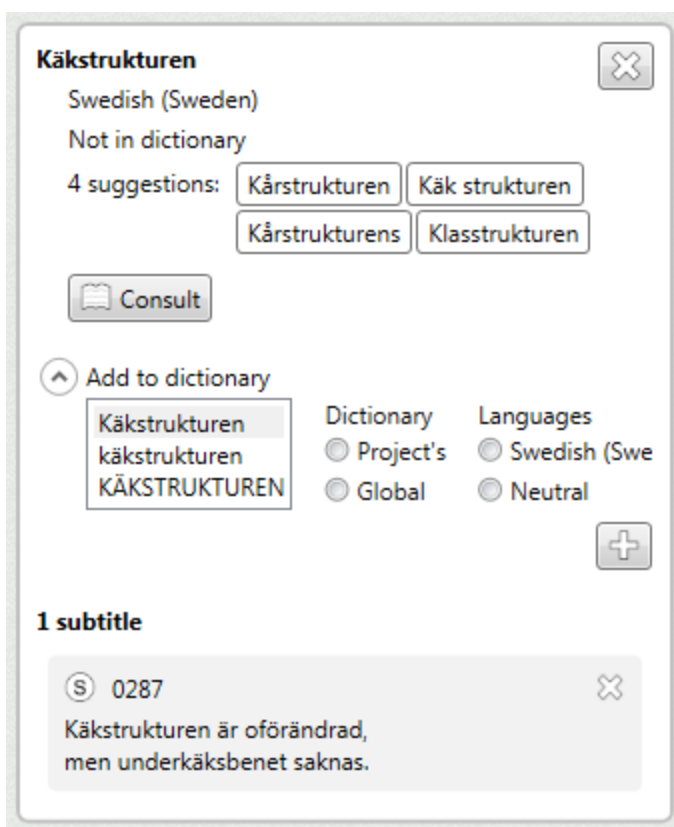 Käkstrukturen
Swedish (Sweden)
Not in dictionary
4 suggestions: Kårstrukturen Käk strukturen
Kårstrukturens Klasstrukturen
Consult
Add to dictionary
Käkstrukturen
käkstrukturen
KÄKSTRUKTUREN
Dictionary
Project's
Global
Languages
Swedish (Swe
Neutral
1 subtitle
S 0287
Käkstrukturen är oförändrad,
men underkäksbenet saknas.